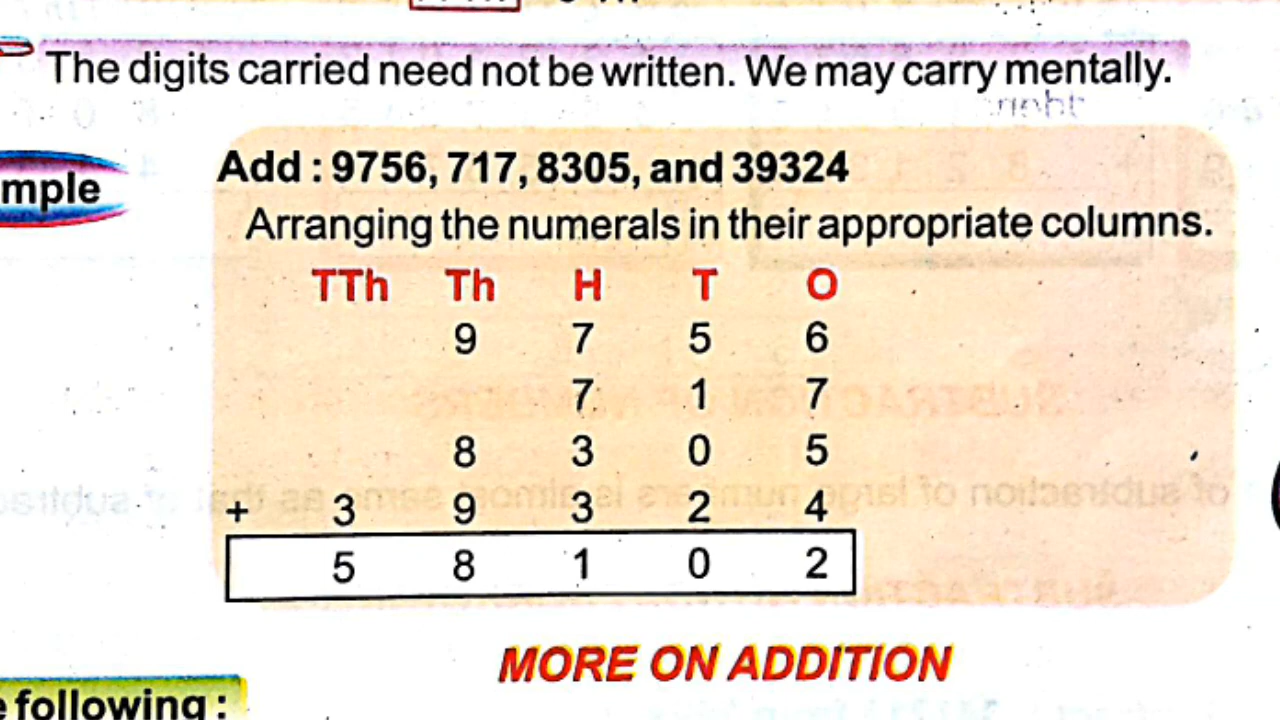 The digits carried need not be written. We may carry mentally.
mple
Add : 9756, 717, 8305, and 39324
Arranging the numerals in their appropriate columns.
TTh Th H T O
9 7 5 6
7 1 7
8 3 0 5
+ 3 9 3 2 4
5 8 1 0 2
MORE ON ADDITION
following :